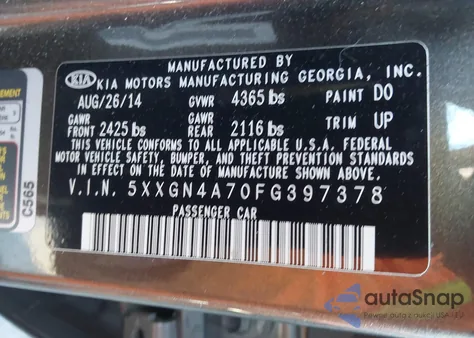 MANUFACTURED BY
KIA KIA MOTORS MANUFACTURING GEORGIA, INC.
AUG/26/14 GVWR 4365 lbs PAINT DO
GAWR GAWR
FRONT 2425 lbs REAR 2116 lbs TRIM UP
THIS VEHICLE CONFORMS TO ALL APPLICABLE U.S.A. FEDERAL
MOTOR VEHICLE SAFETY, BUMPER, AND THEFT PREVENTION
STANDARDS IN EFFECT ON THE DATE OF MANUFACTURE SHOWN ABOVE.
V.I.N. 5XXGN4A70FG397378
PASSENGER CAR
C565
autoSnap